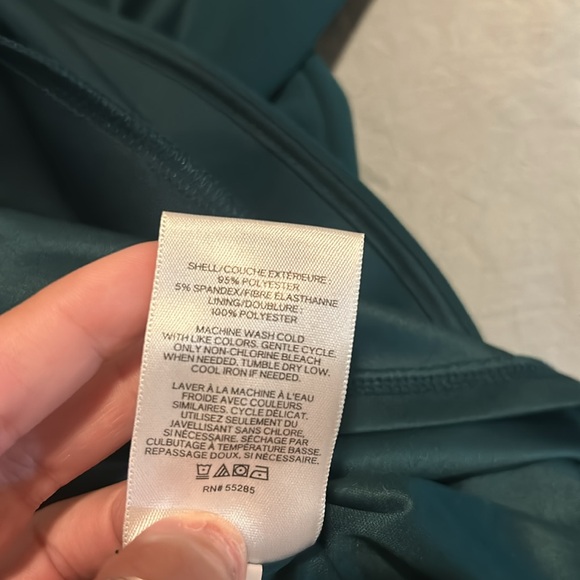 SHELL/COUCHE EXTÉRIEURE :
95% POLYESTER
5% SPANDEX/FIBRE ÉLASTHANNE
LINING/DOUBLURE :
100% POLYESTER
MACHINE WASH COLD
WITH LIKE COLORS. GENTLE CYCLE.
ONLY NON-CHLORINE BLEACH
WHEN NEEDED. TUMBLE DRY LOW.
COOL IRON IF NEEDED.
LAVER À LA MACHINE À L'EAU
FROIDE AVEC COULEURS
SIMILAIRES. CYCLE DÉLICAT.
UTILISEZ SEULEMENT DU
JAVELLISANT SANS CHLORE,
SI NÉCESSAIRE. SÉCHAGE PAR
CULBUTAGE À TEMPÉRATURE BASSE.
REPASSAGE DOUX, SI NÉCESSAIRE.
RN# 55285